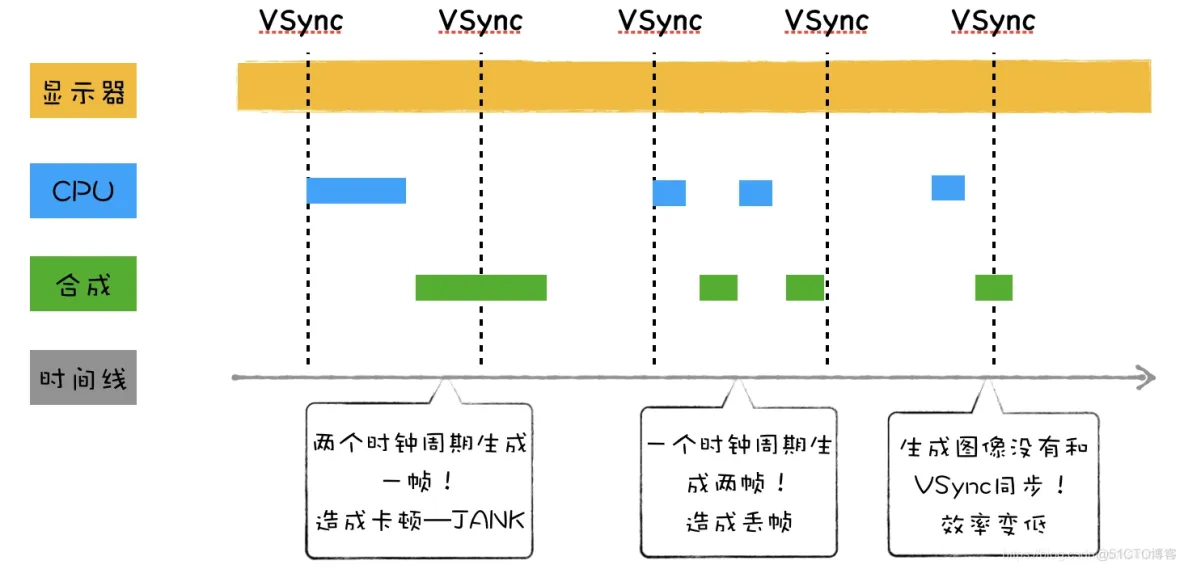 VSync VSync VSync VSync VSync
显示器
CPU
合成
时间线
两个时钟周期生成
一帧！
造成卡顿—JANK
一个时钟周期生
成两帧！
造成丢帧
生成图像没有和
VSync同步！
效率变低
@51CTO博客